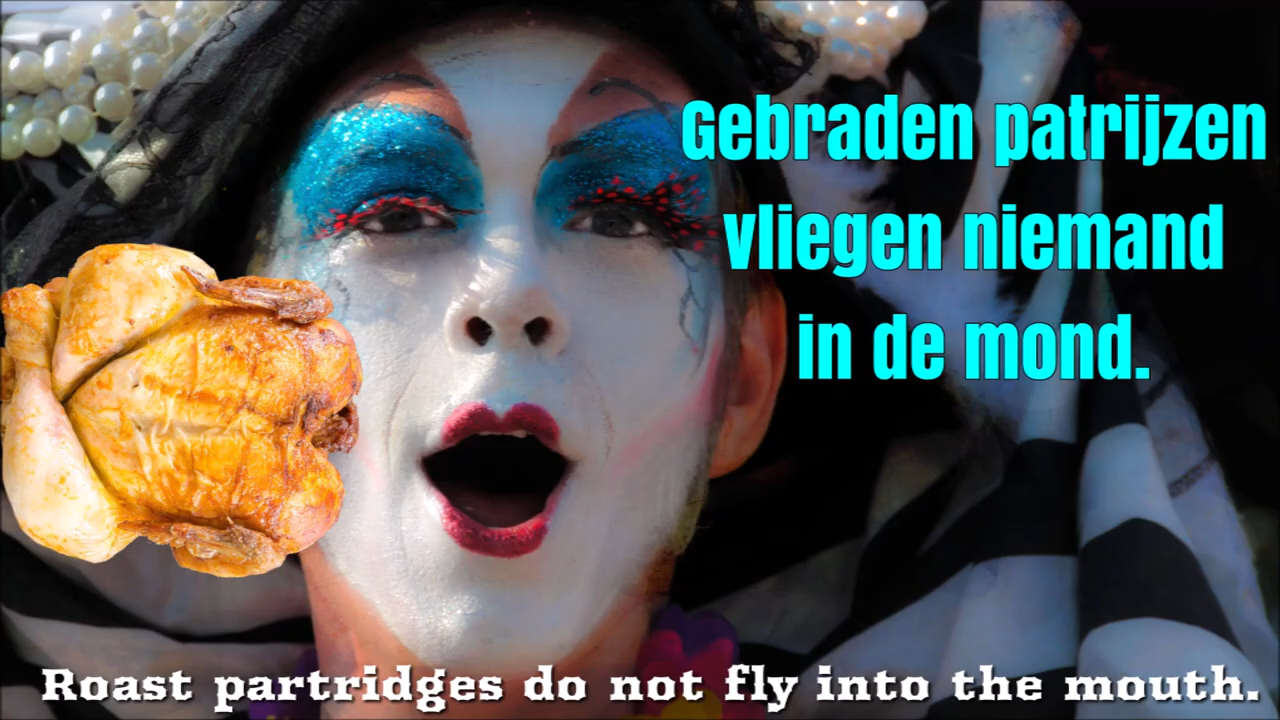 Gebraden patrijzen
vliegen niemand
in de mond.
Roast partridges do not fly into the mouth.